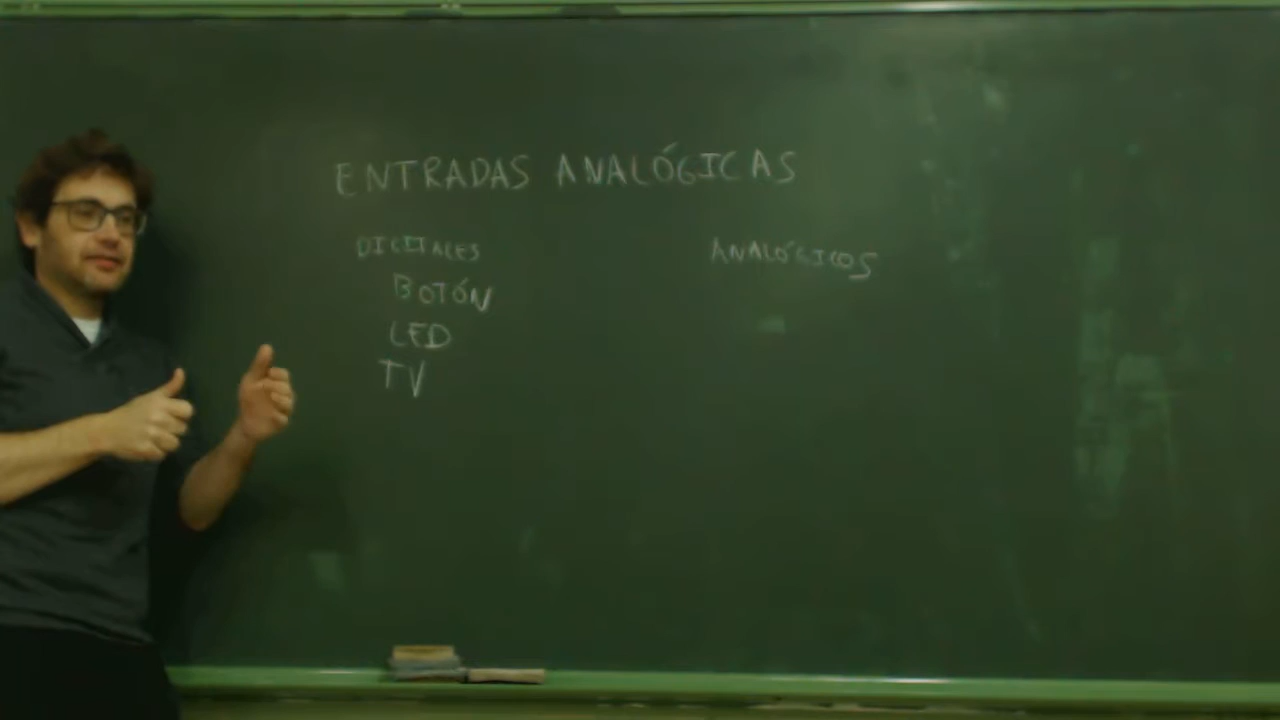 ENTRADAS ANALÓGICAS
DIGITALES
BOTÓN
LED
TV
ANALÓGICOS